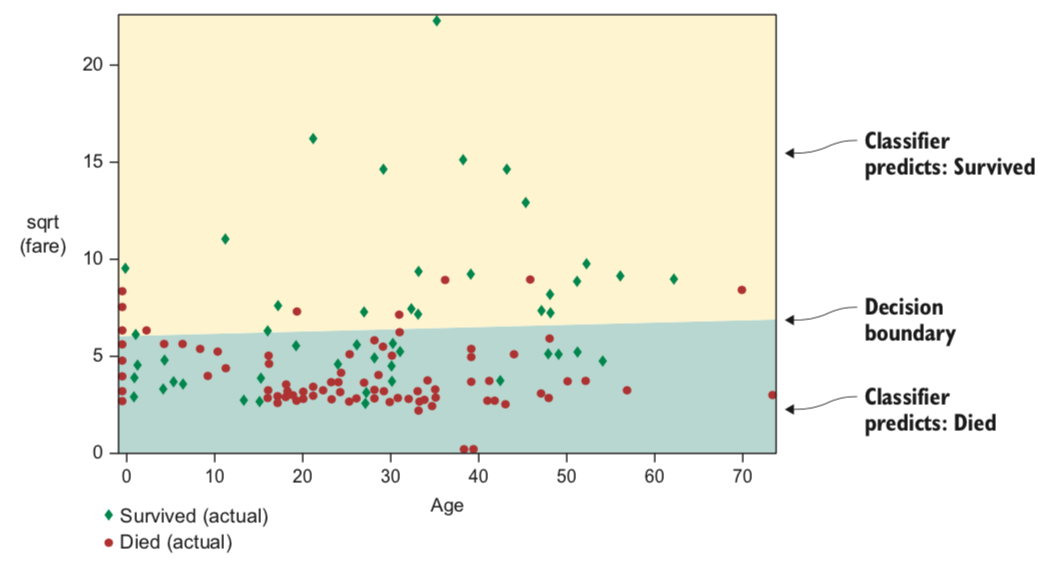 20
15
10
5
0
sqrt
(fare)
0 10 20 30 40 50 60 70
Age
Classifier
predicts: Survived
Decision
boundary
Classifier
predicts: Died
Survived (actual)
Died (actual)